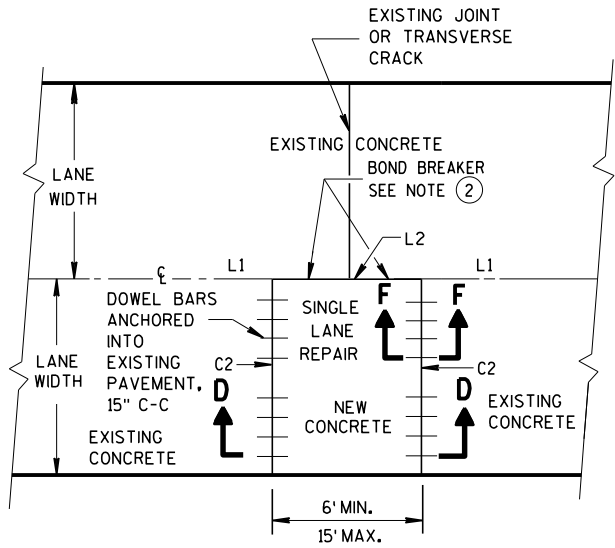 EXISTING JOINT
OR TRANSVERSE
CRACK
EXISTING CONCRETE
BOND BREAKER
SEE NOTE 2
LANE
WIDTH
L2
L1
℄
L1
DOWEL BARS
ANCHORED
INTO
EXISTING
PAVEMENT,
15" C-C
SINGLE
LANE
REPAIR
F
F
LANE
WIDTH
C2
C2
D
D
NEW
CONCRETE
EXISTING
CONCRETE
EXISTING
CONCRETE
6' MIN.
15' MAX.